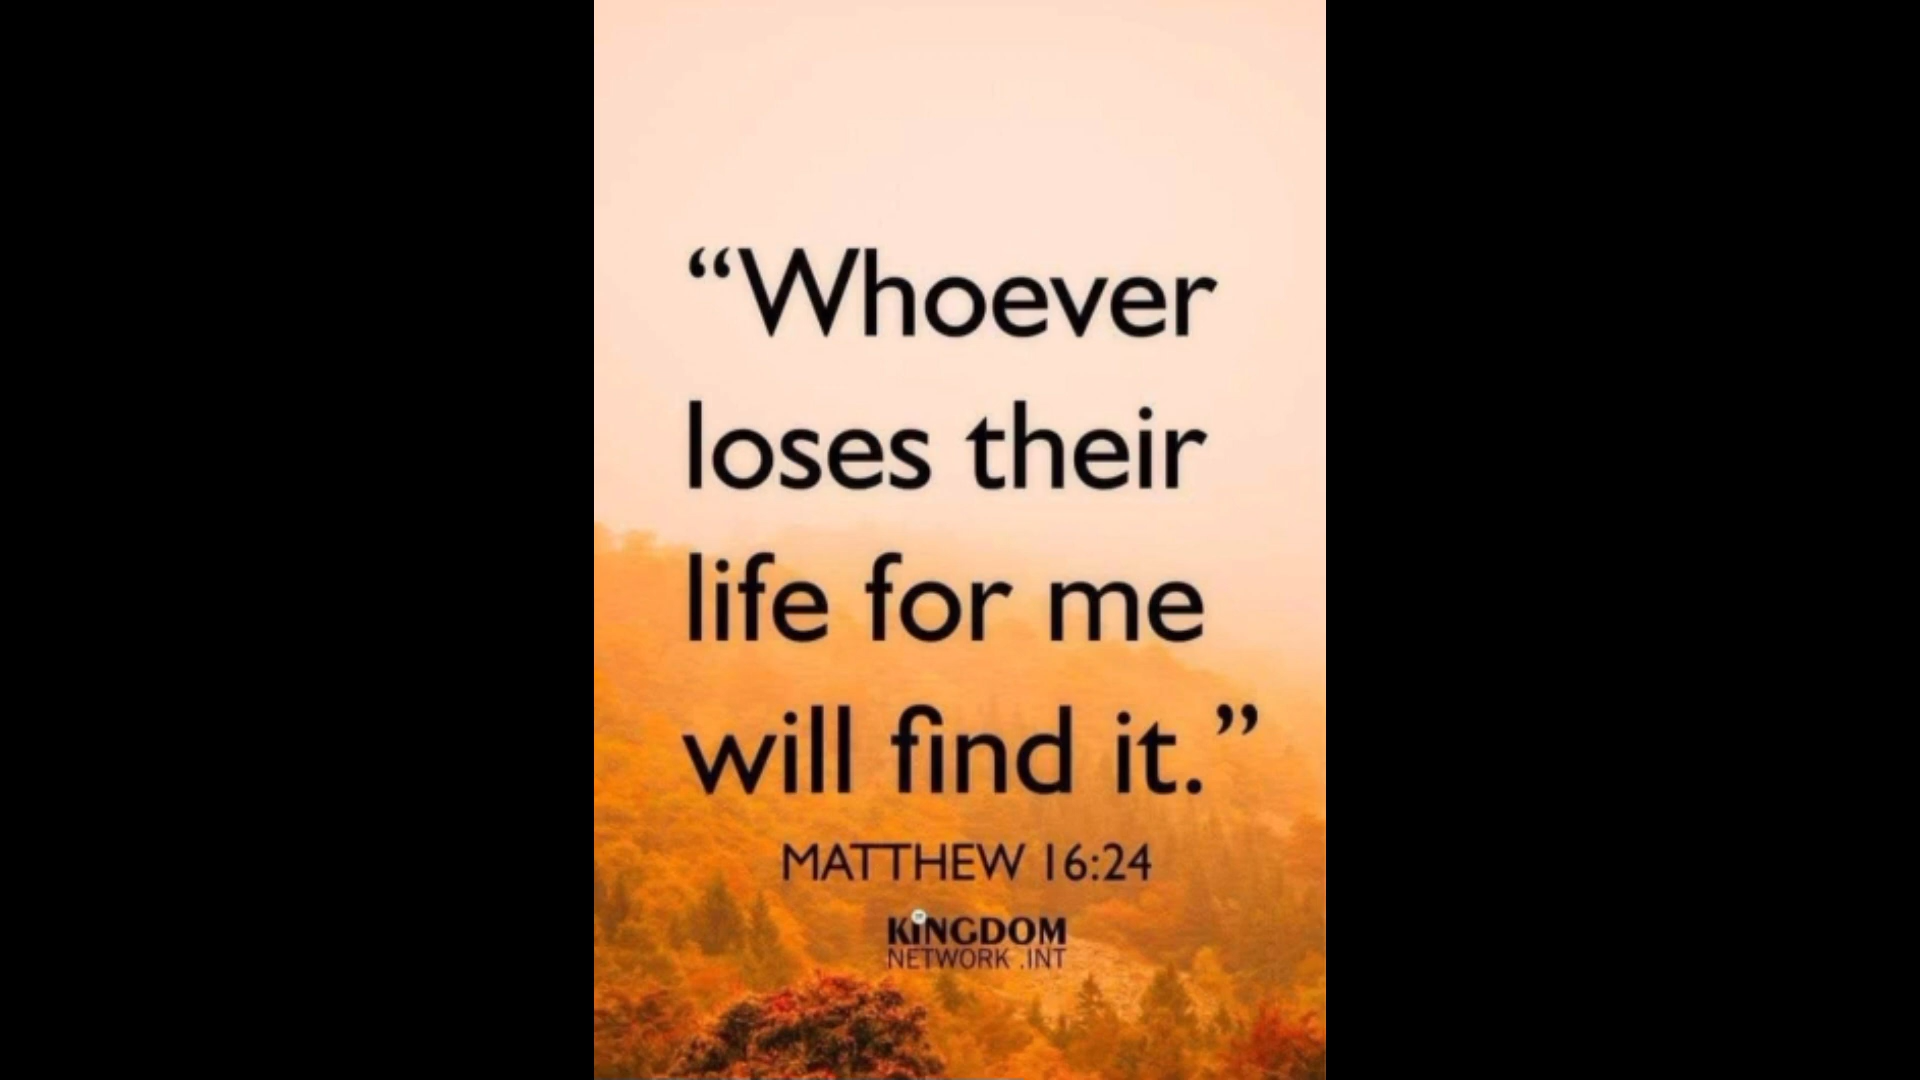 “Whoever
loses their
life for me
will find it.”
MATTHEW 16:24
KINGDOM
NETWORK .INT